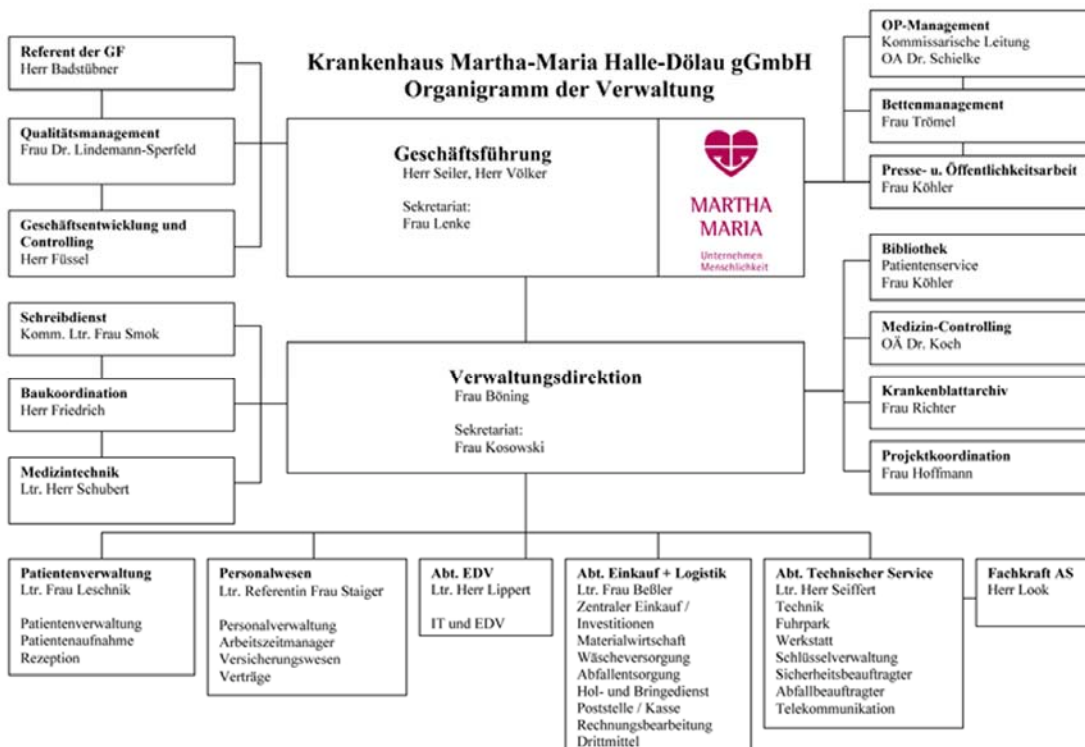 Krankenhaus Martha-Maria Halle-Dölau gGmbH
Organigramm der Verwaltung
Referent der GF
Herr Badstübner
Qualitätsmanagement
Frau Dr. Lindemann-Sperfeld
Geschäftsentwicklung und
Controlling
Herr Füssel
Geschäftsführung
Herr Seiler, Herr Völker
Sekretariat:
Frau Lenke
MARTHA
MARIA
Unternehmen
Menschlichkeit
OP-Management
Kommissarische Leitung
OA Dr. Schielke
Bettenmanagement
Frau Trömel
Presse- u. Öffentlichkeitsarbeit
Frau Köhler
Schreibdienst
Komm. Ltr. Frau Smok
Baukoordination
Herr Friedrich
Medizintechnik
Ltr. Herr Schubert
Verwaltungsdirektion
Frau Böning
Sekretariat:
Frau Kosowski
Bibliothek
Patientenservice
Frau Köhler
Medizin-Controlling
OÄ Dr. Koch
Krankenblattarchiv
Frau Richter
Projektkoordination
Frau Hoffmann
Patientenverwaltung
Ltr. Frau Leschnik
Patientenverwaltung
Patientenaufnahme
Rezeption
Personalwesen
Ltr. Referentin Frau Staiger
Personalverwaltung
Arbeitszeitmanager
Versicherungswesen
Verträge
Abt. EDV
Ltr. Herr Lippert
IT und EDV
Abt. Einkauf + Logistik
Ltr. Frau Beßler
Zentraler Einkauf /
Investitionen
Materialwirtschaft
Wäscheversorgung
Abfallentsorgung
Hol- und Bringedienst
Poststelle / Kasse
Rechnungsbearbeitung
Drittmittel
Abt. Technischer Service
Ltr. Herr Seiffert
Technik
Fuhrpark
Werkstatt
Schlüsselverwaltung
Sicherheitsbeauftragter
Abfallbeauftragter
Telekommunikation
Fachkraft AS
Herr Look